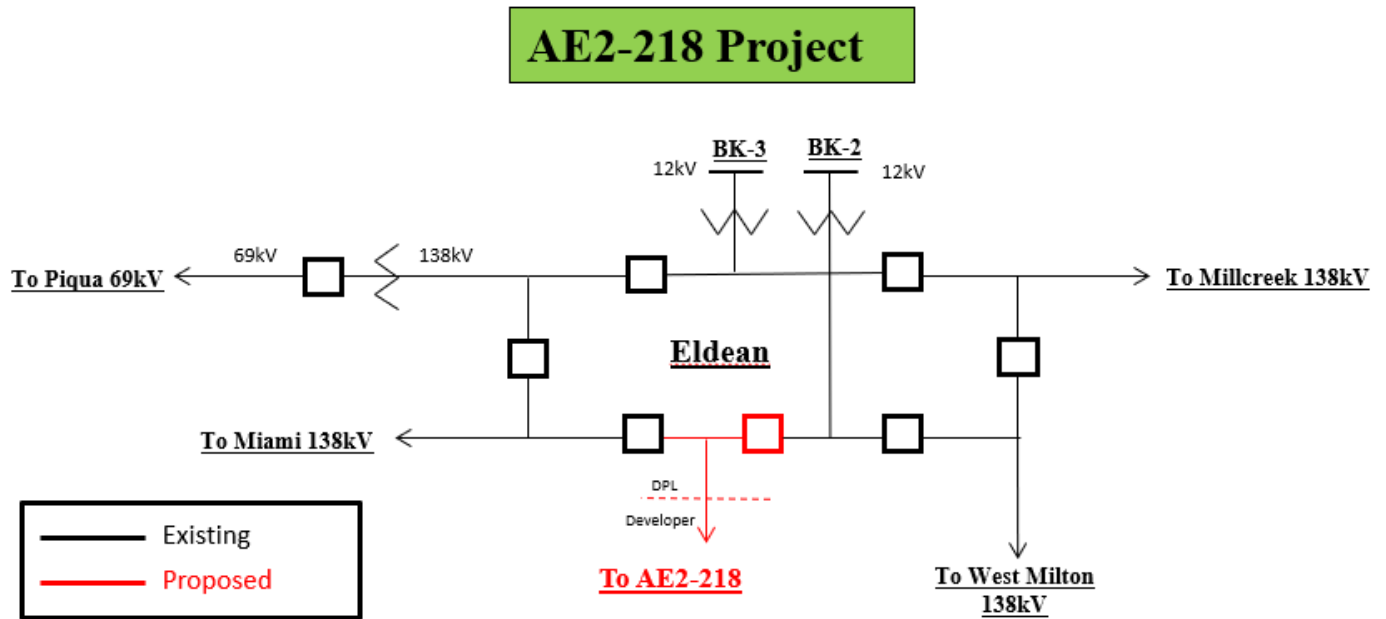 AE2-218 Project
BK-3
BK-2
12kV
12kV
69kV
138kV
To Piqua 69kV
To Millcreek 138kV
Eldean
To Miami 138kV
DPL
Developer
Existing
Proposed
To AE2-218
To West Milton
138kV